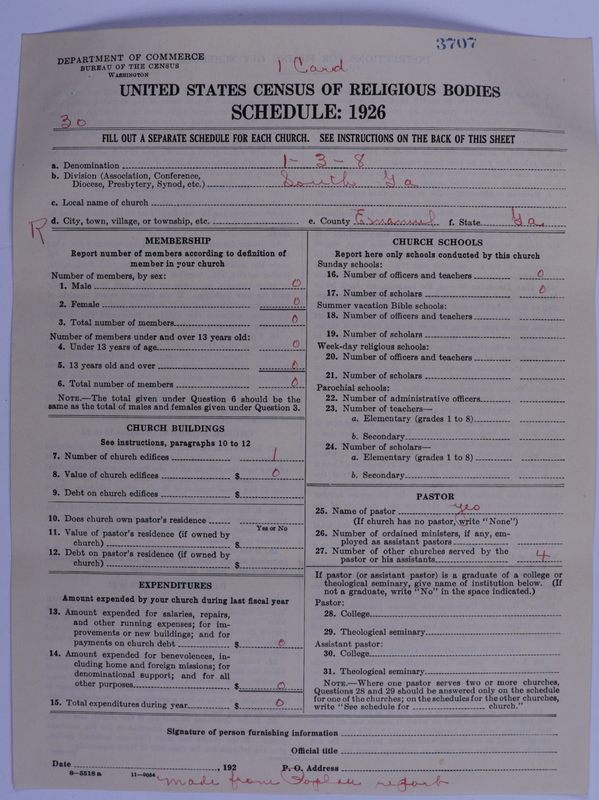 3707
DEPARTMENT OF COMMERCE
BUREAU OF THE CENSUS
WASHINGTON
1 Card
UNITED STATES CENSUS OF RELIGIOUS BODIES
SCHEDULE: 1926
30
FILL OUT A SEPARATE SCHEDULE FOR EACH CHURCH. SEE INSTRUCTIONS ON THE BACK OF THIS SHEET
a. Denomination 1-3-8
b. Division (Association, Conference,
Diocese, Presbytery, Synod, etc.) South Ga
c. Local name of church
R d. City, town, village, or township, etc. e. County Emanuel f. State Ga
MEMBERSHIP
Report number of members according to definition of
member in your church
Number of members, by sex:
1. Male 0
2. Female 0
3. Total number of members 0
Number of members under and over 13 years old:
4. Under 13 years of age 0
5. 13 years old and over 0
6. Total number of members 0
NOTE.—The total given under Question 6 should be
same as the total of males and females given under Question 3.
CHURCH BUILDINGS
See instructions, paragraphs 10 to 12
7. Number of church edifices 1
8. Value of church edifices $ 0
9. Debt on church edifices $
10. Does church own pastor's residence
Yes or No
11. Value of pastor's residence (if owned by
church) $
12. Debt on pastor's residence (if owned by
church) $
EXPENDITURES
Amount expended by your church during last fiscal year
13. Amount expended for salaries, repairs,
and other running expenses; for im-
provements or new buildings; and for
payments on church debt $ 0
14. Amount expended for benevolences, in-
cluding home and foreign missions; for
denominational support; and for all
other purposes $ 0
15. Total expenditures during year $ 0
CHURCH SCHOOLS
Report here only schools conducted by this church
Sunday schools:
16. Number of officers and teachers 0
17. Number of scholars 0
Summer vacation Bible schools:
18. Number of officers and teachers
19. Number of scholars
Week-day religious schools:
20. Number of officers and teachers
21. Number of scholars
Parochial schools:
22. Number of administrative officers
23. Number of teachers—
a. Elementary (grades 1 to 8)
b. Secondary
24. Number of scholars—
a. Elementary (grades 1 to 8)
b. Secondary
PASTOR
25. Name of pastor yes
(If church has no pastor, write "None")
26. Number of ordained ministers, if any, em-
ployed as assistant pastors
27. Number of other churches served by the
pastor or his assistants 4
If pastor (or assistant pastor) is a graduate of a college or
theological seminary, give name of institution below. (If
not a graduate, write "No" in the space indicated.)
Pastor:
28. College
29. Theological seminary
Assistant pastor:
30. College
31. Theological seminary
NOTE.—Where one pastor serves two or more churches,
Questions 28 and 29 should be answered only on the schedule
for one of the churches; on the schedules for the other churches,
write "See schedule for church."
Signature of person furnishing information
Official title
Date , 192 P. O. Address
8-5518 a 11-9054 made from report